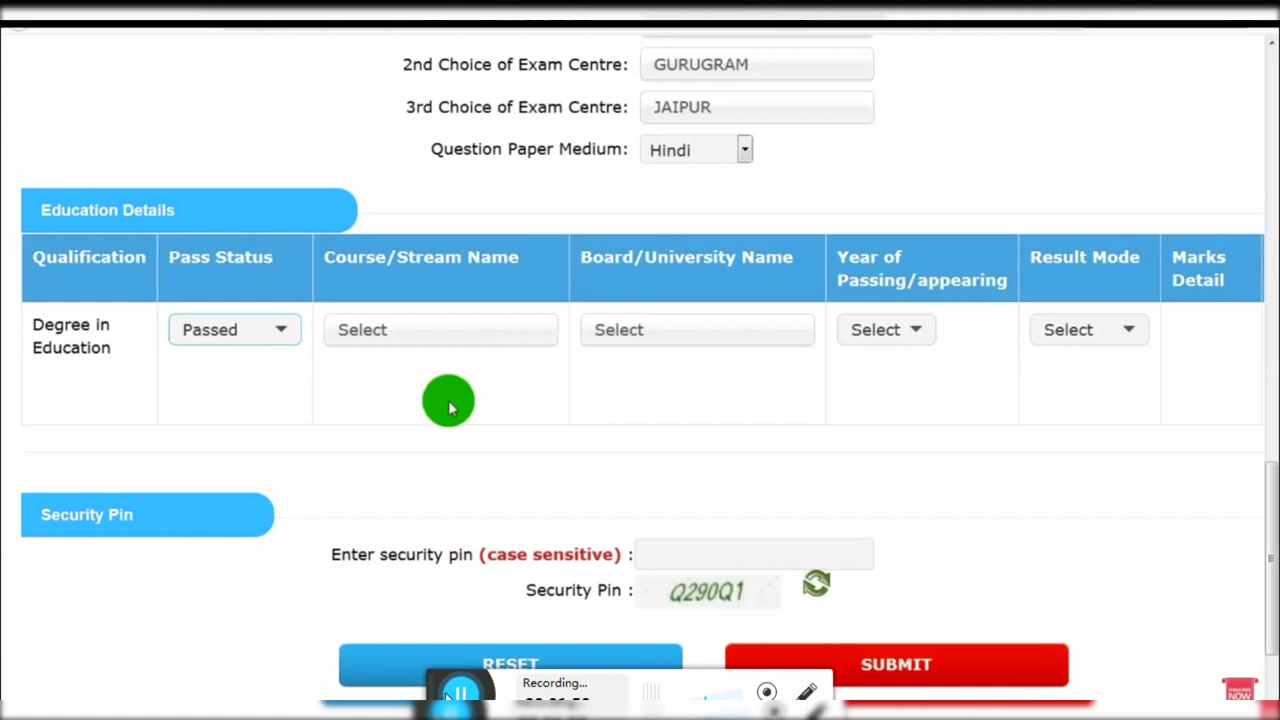 2nd Choice of Exam Centre: GURUGRAM
3rd Choice of Exam Centre: JAIPUR
Question Paper Medium: Hindi
Education Details
Qualification Pass Status Course/Stream Name Board/University Name Year of Passing/appearing Result Mode Marks Detail
Degree in Education Passed Select Select Select Select
Security Pin
Enter security pin (case sensitive) :
Security Pin : Q290Q1
RESET SUBMIT
Recording...
SUBSCRIBE
NOW